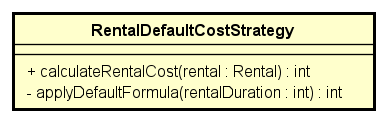 RentalDefaultCostStrategy
+ calculateRentalCost(rental : Rental) : int
- applyDefaultFormula(rentalDuration : int) : int